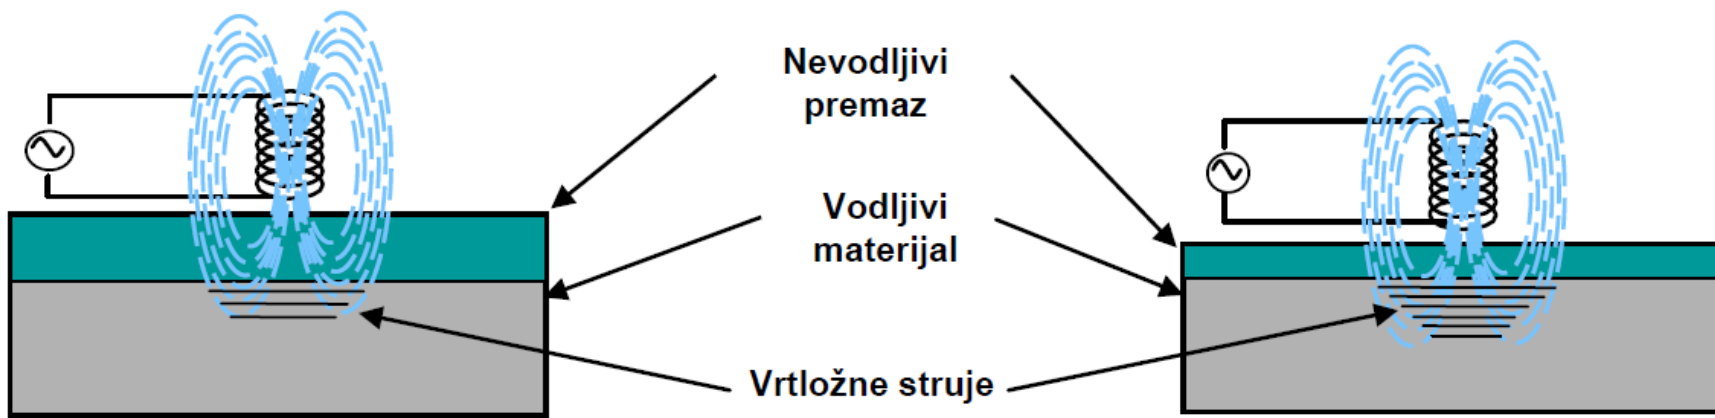 Nevodljivi
premaz
Vodljivi
materijal
Vrtložne struje